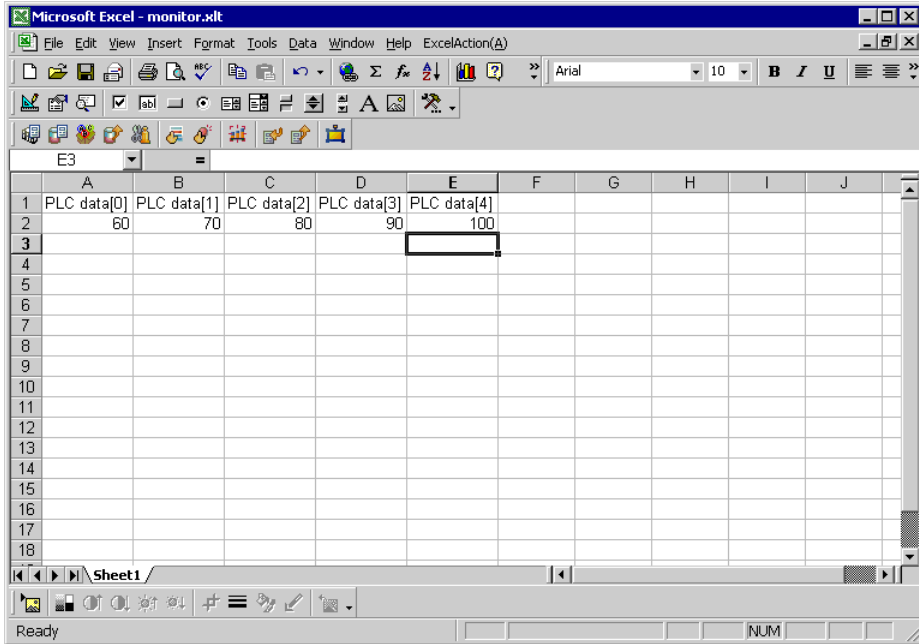 Microsoft Excel - monitor.xlt
File Edit View Insert Format Tools Data Window Help ExcelAction(A)
Arial 10 B I U
E3 =
A B C D E F G H I J
1 PLC data[0] PLC data[1] PLC data[2] PLC data[3] PLC data[4]
2 60 70 80 90 100
3
4
5
6
7
8
9
10
11
12
13
14
15
16
17
18
Sheet1
Ready NUM